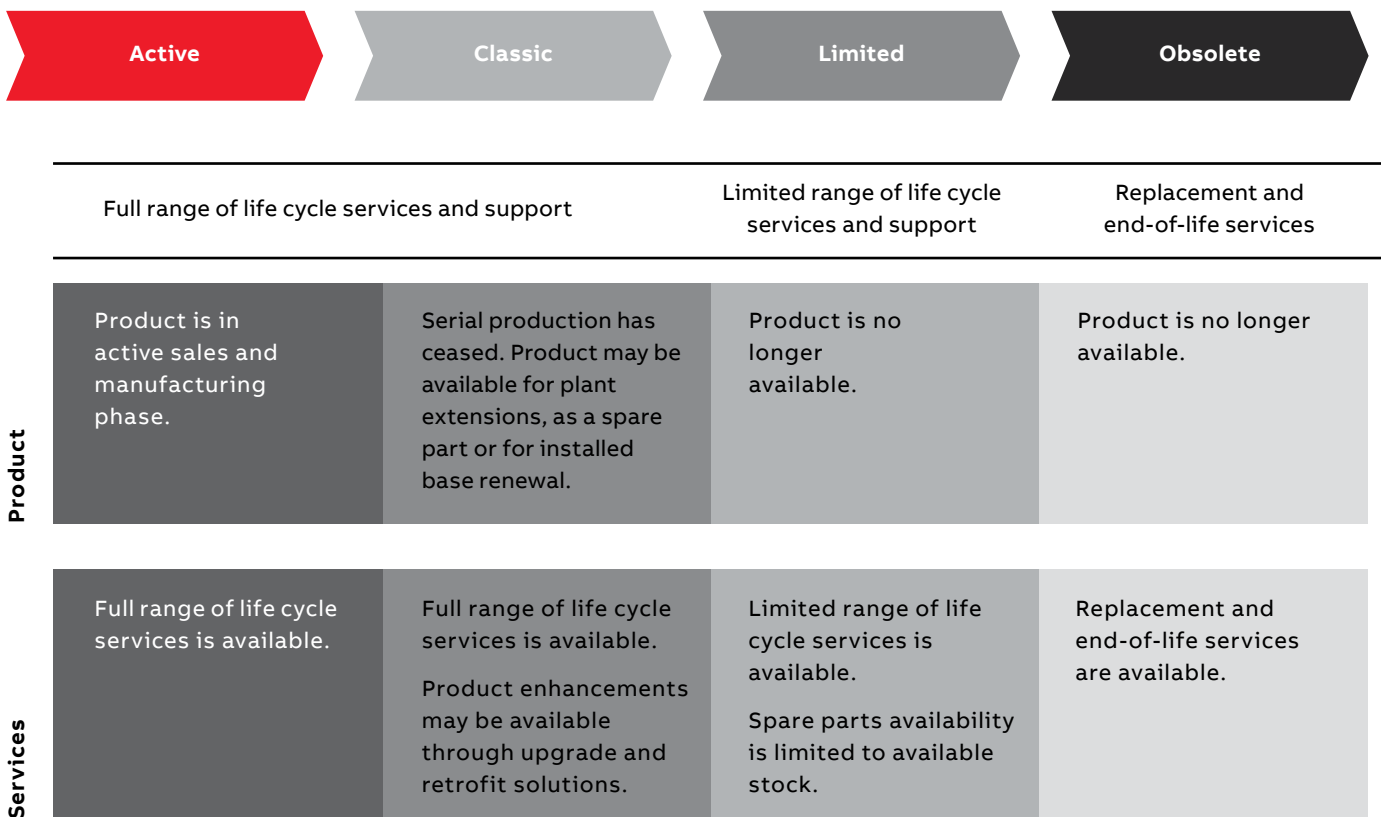 Active
Classic
Limited
Obsolete
Full range of life cycle services and support
Limited range of life cycle
services and support
Replacement and
end-of-life services
Product
Product is in
active sales and
manufacturing
phase.
Serial production has
ceased. Product may be
available for plant
extensions, as a spare
part or for installed
base renewal.
Product is no
longer
available.
Product is no longer
available.
Services
Full range of life cycle
services is available.
Full range of life cycle
services is available.
Product enhancements
may be available
through upgrade and
retrofit solutions.
Limited range of life
cycle services is
available.
Spare parts availability
is limited to available
stock.
Replacement and
end-of-life services
are available.